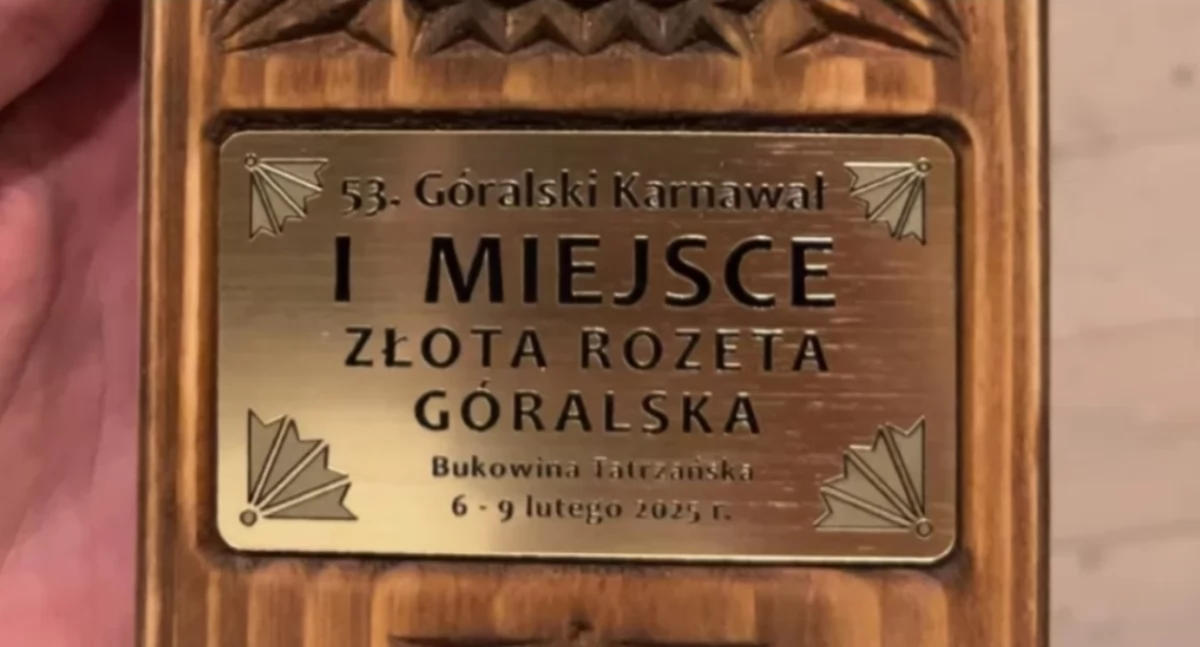 53. Góralski Karnawał
I MIEJSCE
ZŁOTA ROZETA
GÓRALSKA
Bukowina Tatrzańska
6 - 9 lutego 2025 r.